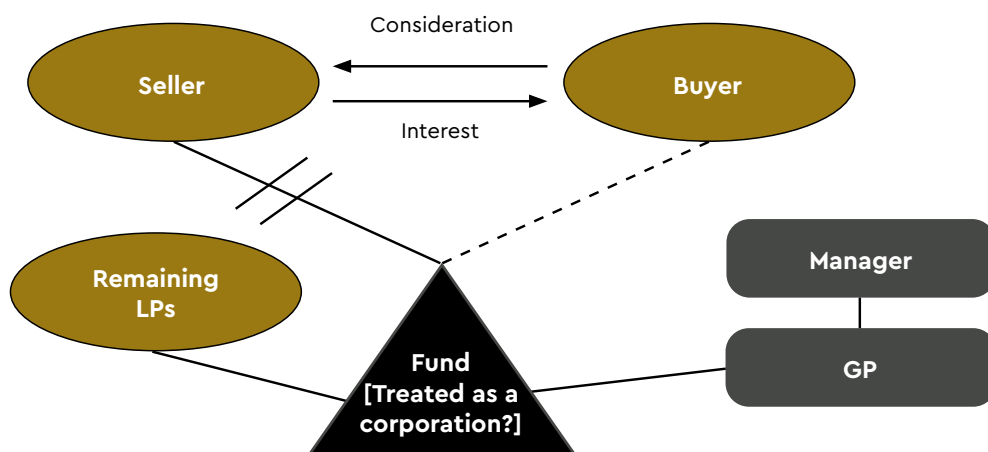 Consideration
Seller
Buyer
Interest
Remaining
LPs
Manager
Fund
[Treated as a
corporation?]
GP